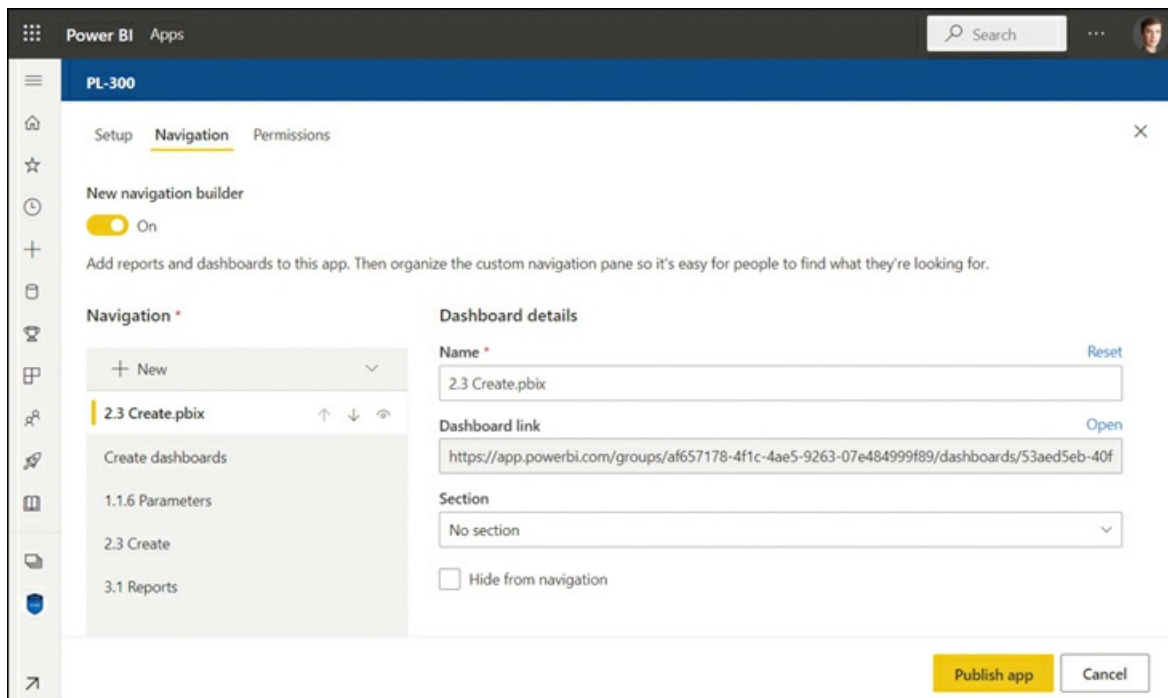 Power BI Apps Search
PL-300
Setup Navigation Permissions
New navigation builder
On
Add reports and dashboards to this app. Then organize the custom navigation pane so it's easy for people to find what they're looking for.
Navigation *
+ New
2.3 Create.pbix
Create dashboards
1.1.6 Parameters
2.3 Create
3.1 Reports
Dashboard details
Name * Reset
2.3 Create.pbix
Dashboard link Open
https://app.powerbi.com/groups/af657178-4f1c-4ae5-9263-07e484999f89/dashboards/53aed5eb-40f
Section
No section
Hide from navigation
Publish app Cancel